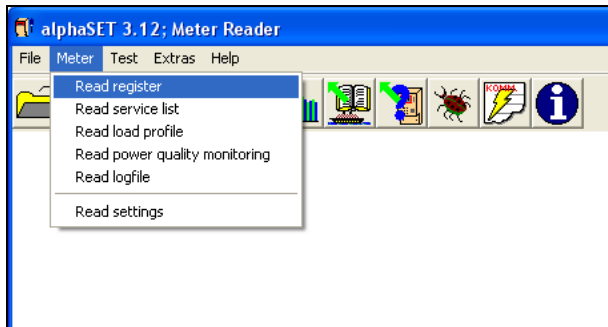 alphaSET 3.12; Meter Reader
File Meter Test Extras Help
Read register
Read service list
Read load profile
Read power quality monitoring
Read logfile
Read settings
KOMM
i